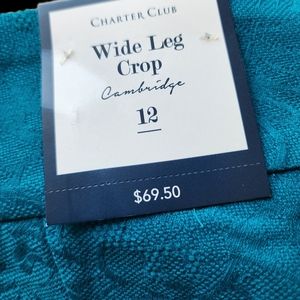 CHARTER CLUB
Wide Leg
Crop
Cambridge
12
$69.50